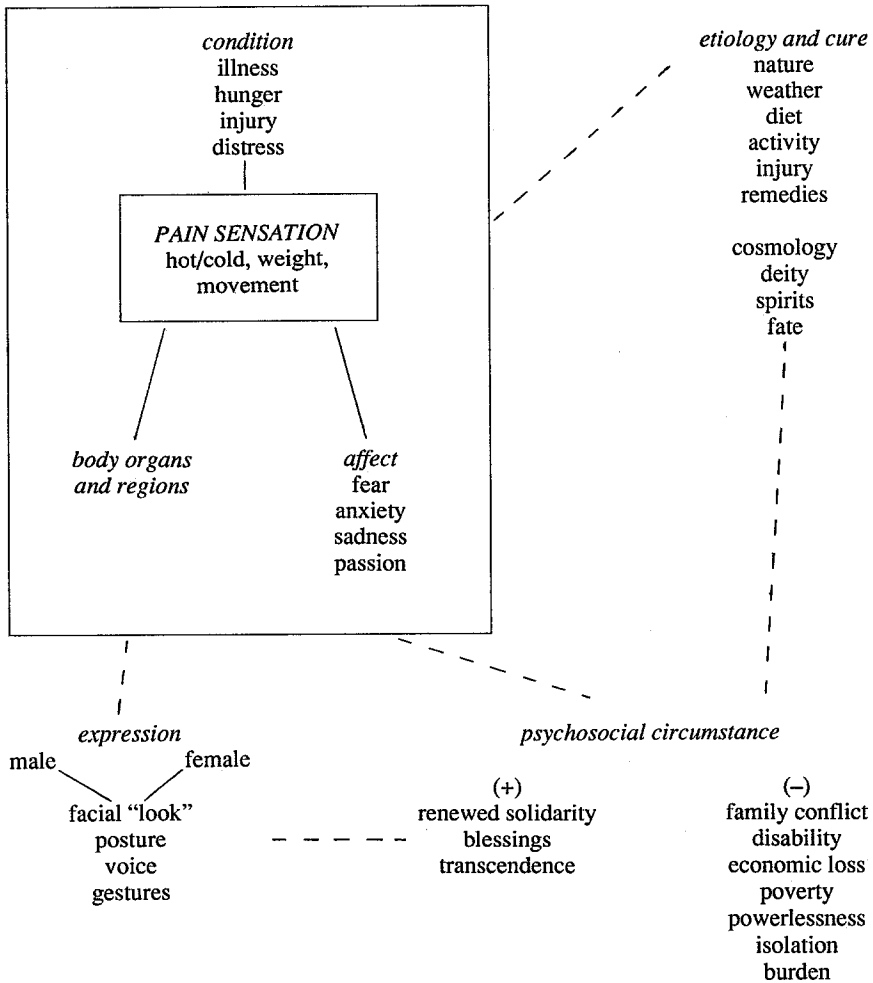 condition
illness
hunger
injury
distress
PAIN SENSATION
hot/cold, weight,
movement
body organs
and regions
affect
fear
anxiety
sadness
passion
etiology and cure
nature
weather
diet
activity
injury
remedies
cosmology
deity
spirits
fate
expression
male
female
facial “look”
posture
voice
gestures
psychosocial circumstance
(+)
renewed solidarity
blessings
transcendence
(–)
family conflict
disability
economic loss
poverty
powerlessness
isolation
burden